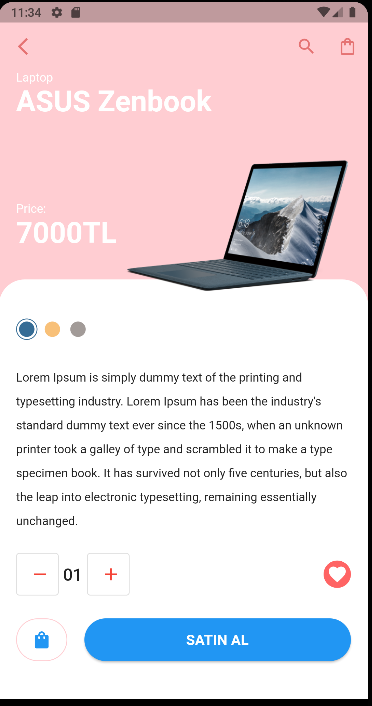 11:34
Laptop
ASUS Zenbook
Price:
7000TL
Lorem Ipsum is simply dummy text of the printing and
typesetting industry. Lorem Ipsum has been the industry's
standard dummy text ever since the 1500s, when an unknown
printer took a galley of type and scrambled it to make a type
specimen book. It has survived not only five centuries, but also
the leap into electronic typesetting, remaining essentially
unchanged.
01
SATIN AL